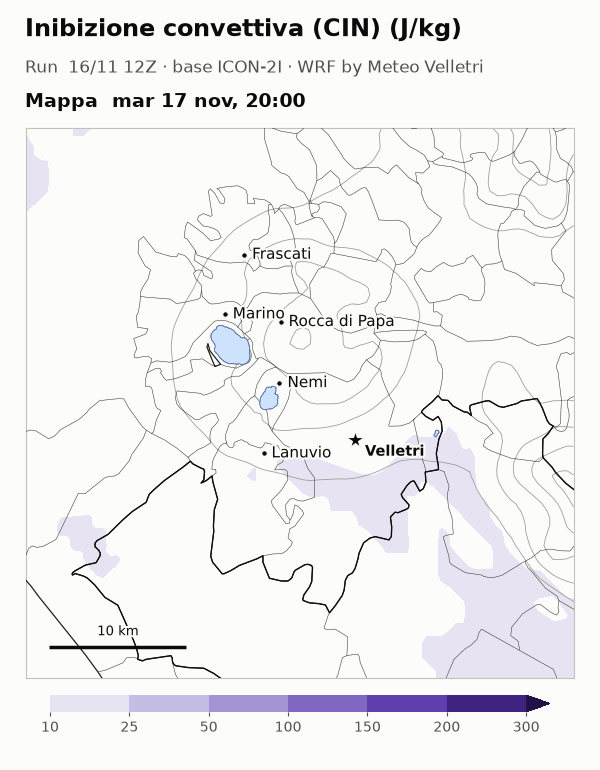 Inibizione convettiva (CIN) (J/kg)
Run  16/11 12Z · base ICON-2I · WRF by Meteo Velletri
Mappa  mar 17 nov, 20:00
Frascati
Marino
Rocca di Papa
Nemi
Velletri
Lanuvio
10 km
10 25 50 100 150 200 300